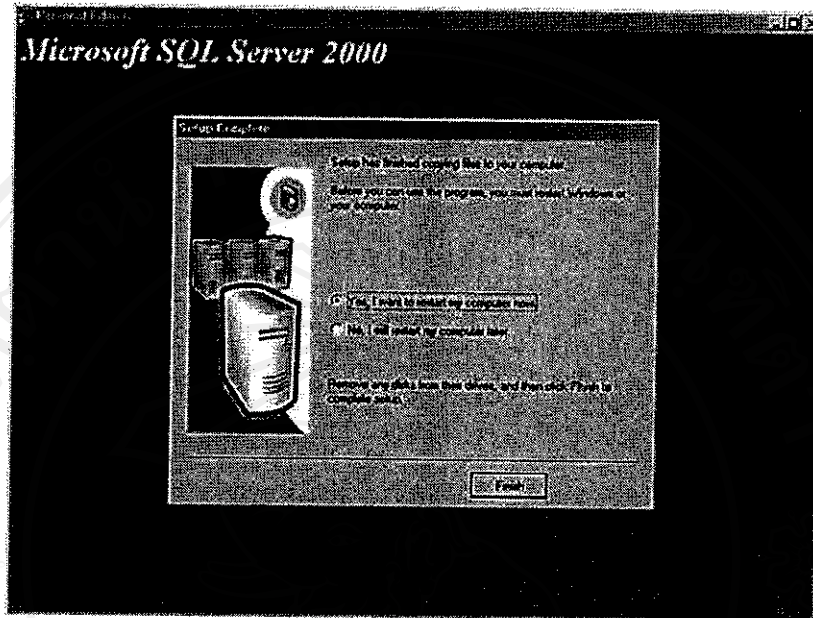 Personal Edition
Microsoft SQL Server 2000
Setup Complete
Setup has finished copying files to your computer.
Before you can use the program, you must restart Windows or
your computer.
Yes, I want to restart my computer now.
No, I will restart my computer later.
Remove any disks from their drives, and then click Finish to
complete setup.
Finish